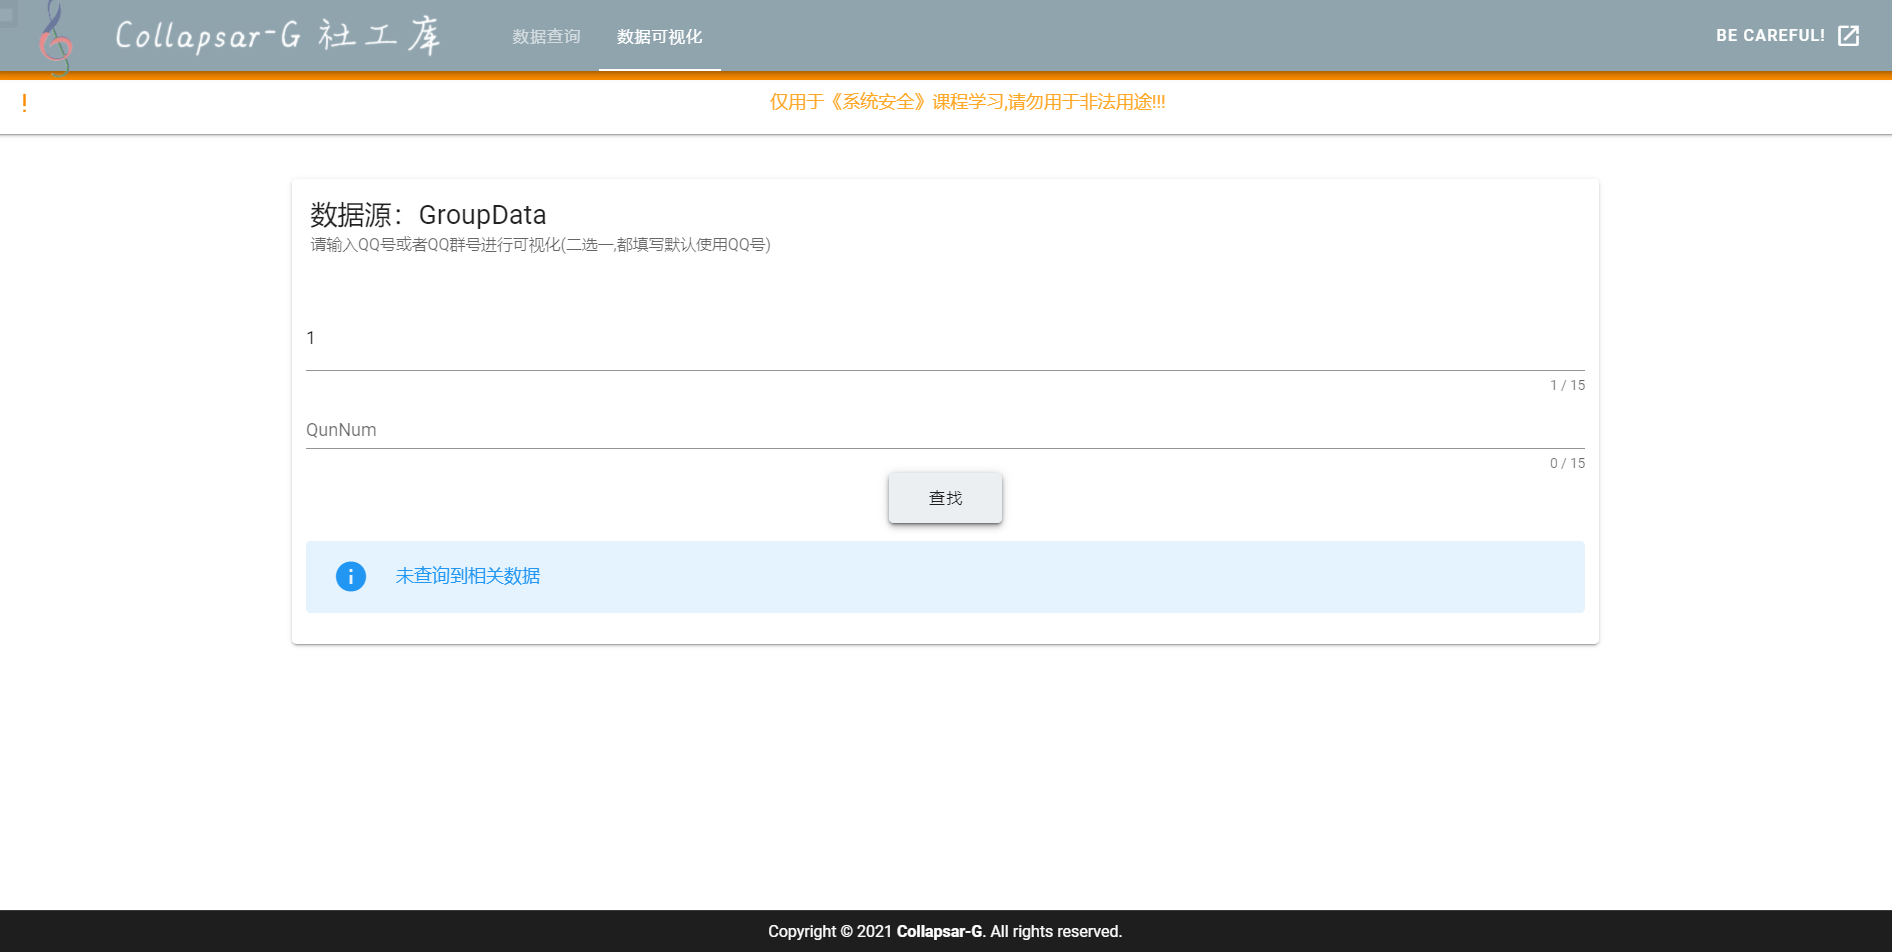 Collapsar-G 社工库
数据查询
数据可视化
BE CAREFUL!
!
仅用于《系统安全》课程学习,请勿用于非法用途!!!
数据源：GroupData
请输入QQ号或者QQ群号进行可视化(二选一,都填写默认使用QQ号)
1
1 / 15
QunNum
0 / 15
查找
未查询到相关数据
Copyright © 2021 Collapsar-G. All rights reserved.